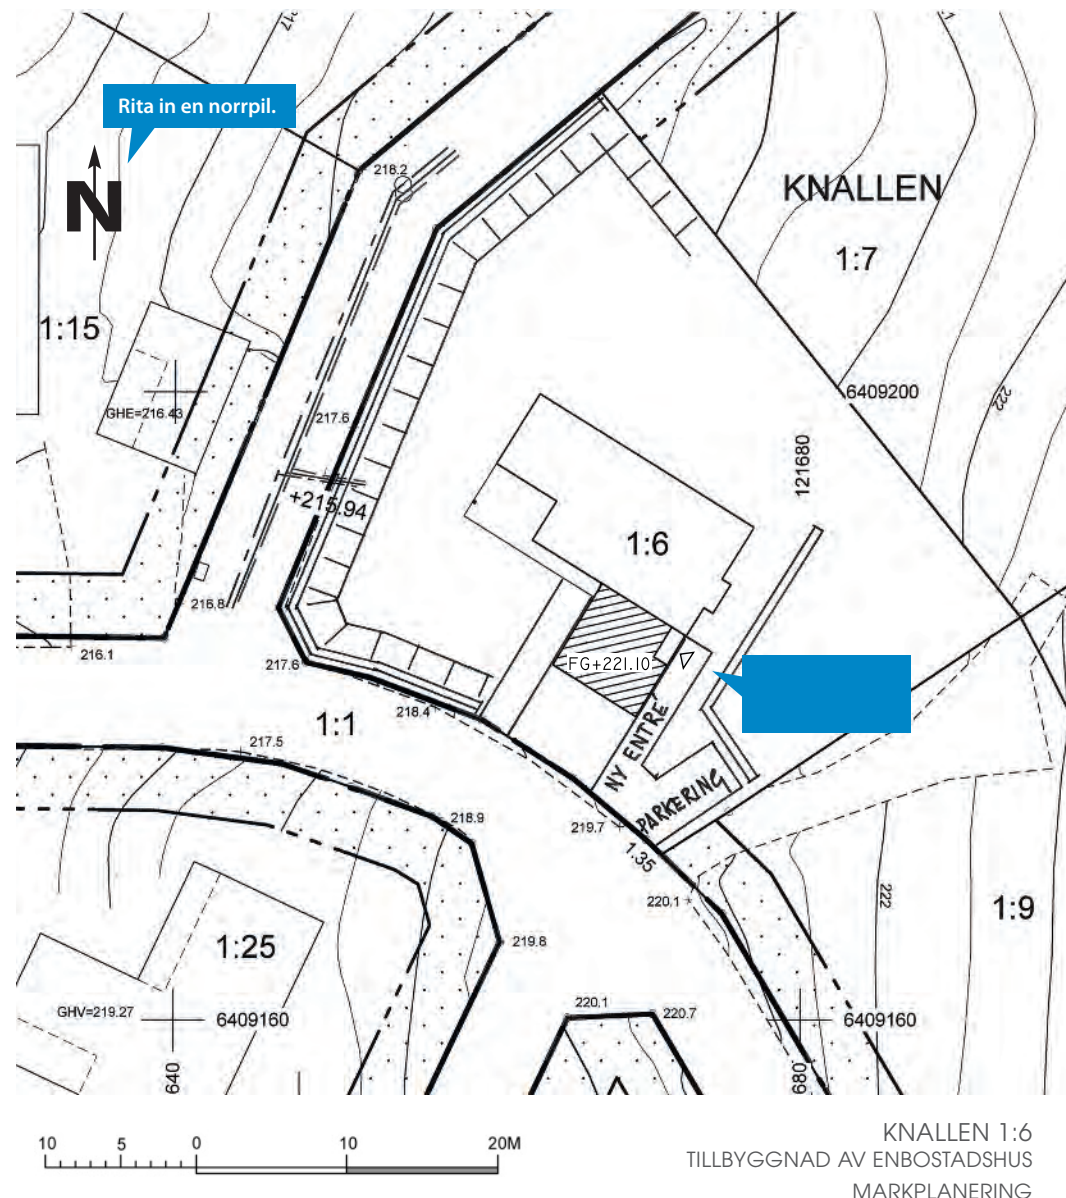 217
Rita in en norrpil.
N
218.2
KNALLEN
1:7
1:15
6409200
222
GHE=216.43
217.6
121680
+215.94
1:6
216.8
216.1
217.6
FG+221.10
218.4
1:1
NY ENTRÉ
217.5
PARKERING
218.9
219.7
1.35
220.1
222
1:9
219.8
1:25
GHV=219.27
6409160
220.1
220.7
6409160
640
680
10 5 0 10 20M
KNALLEN 1:6
TILLBYGGNAD AV ENBOSTADSHUS
MARKPLANERING